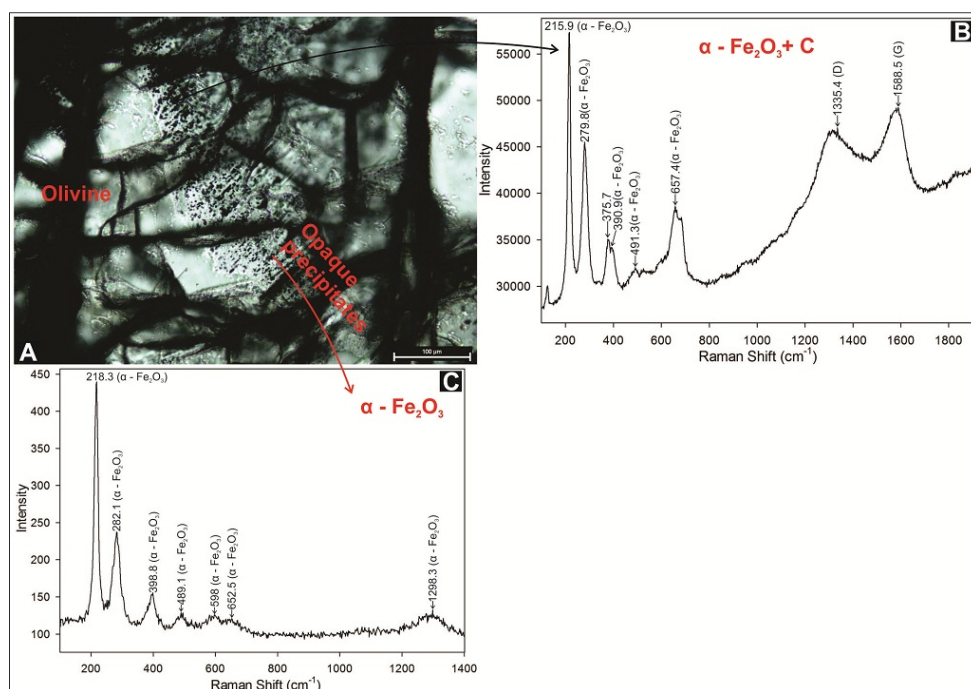 Olivine
Opaque
precipitates
A
100 µm
B
α - Fe₂O₃+ C
215.9 (α - Fe₂O₃)
279.8(α - Fe₂O₃)
375.7
390.9(α - Fe₂O₃)
491.3(α - Fe₂O₃)
657.4(α - Fe₂O₃)
1335.4 (D)
1588.5 (G)
Intensity
55000
50000
45000
40000
35000
30000
200 400 600 800 1000 1200 1400 1600 1800
Raman Shift (cm⁻¹)
C
α - Fe₂O₃
218.3 (α - Fe₂O₃)
282.1 (α - Fe₂O₃)
398.8 (α - Fe₂O₃)
489.1 (α - Fe₂O₃)
598 (α - Fe₂O₃)
652.5 (α - Fe₂O₃)
1298.3 (α - Fe₂O₃)
Intensity
450
400
350
300
250
200
150
100
200 400 600 800 1000 1200 1400
Raman Shift (cm⁻¹)